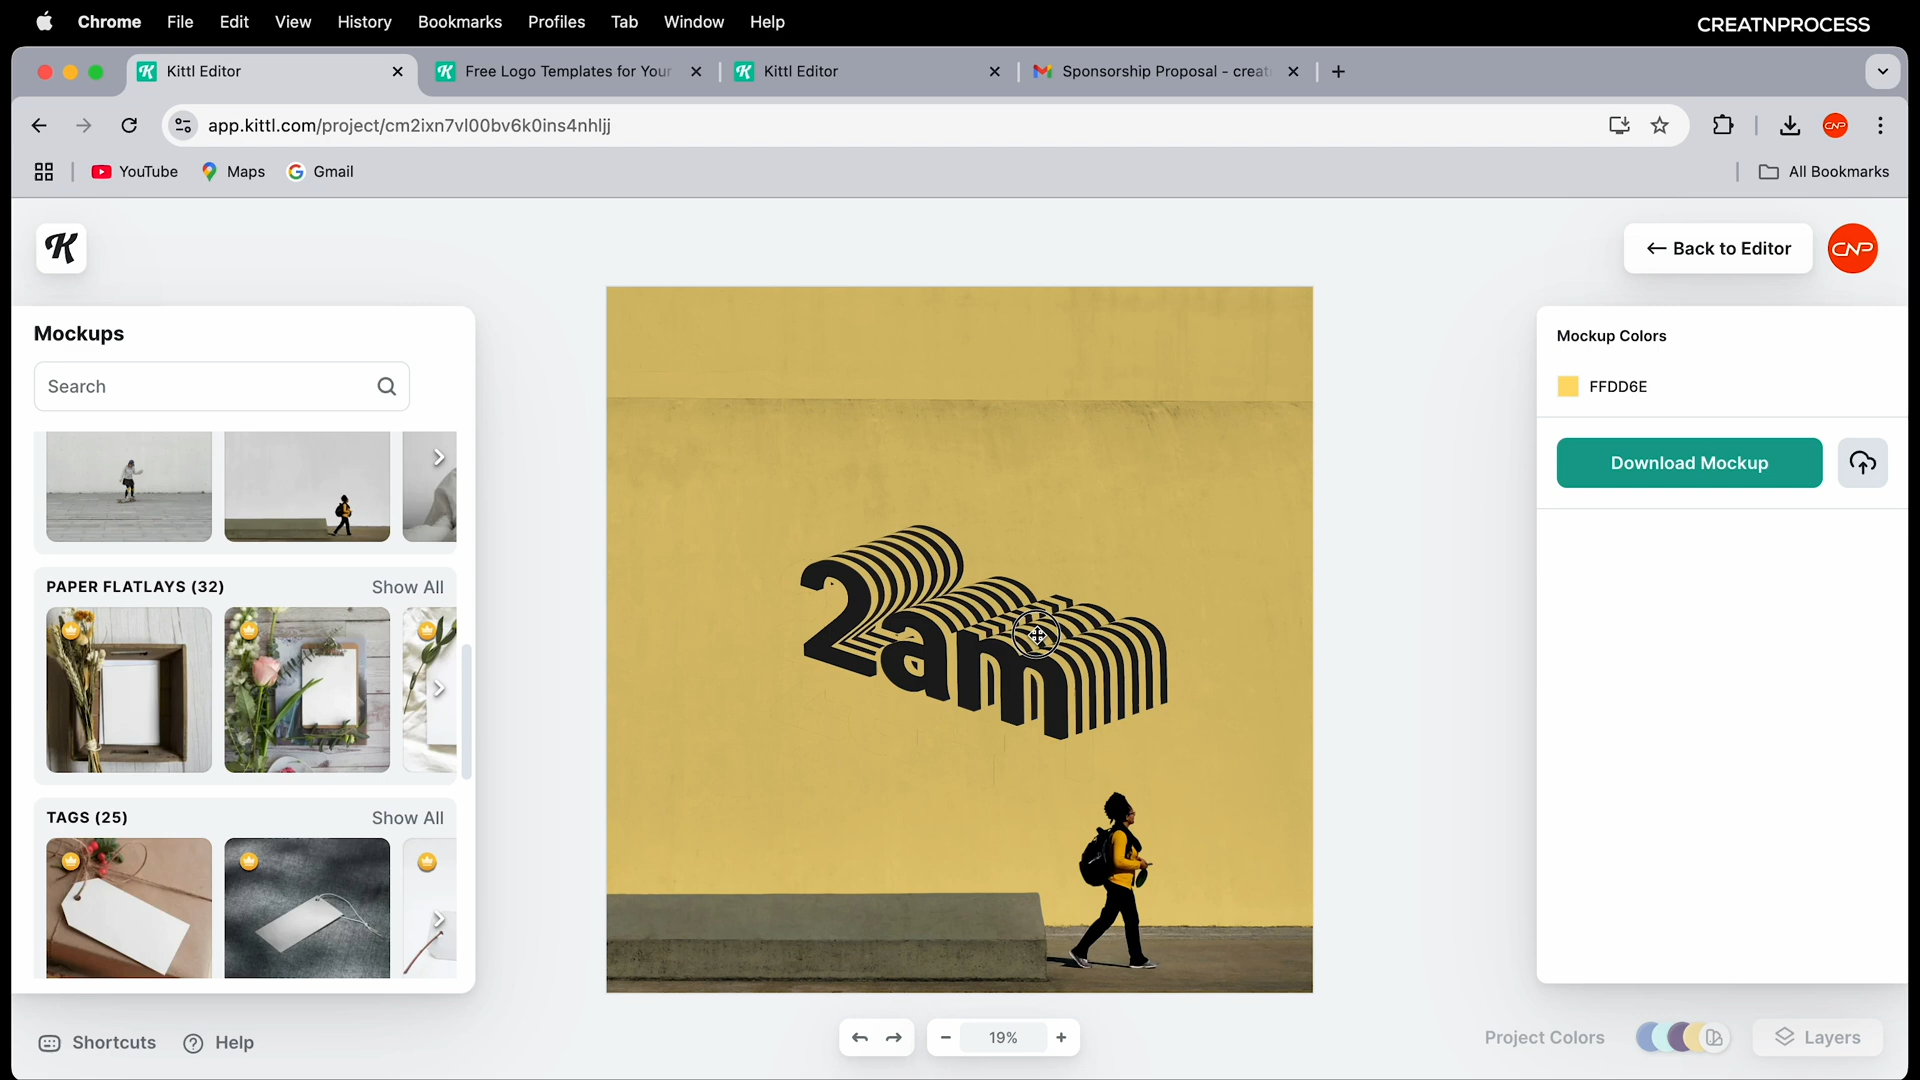 Chrome File Edit View History Bookmarks Profiles Tab Window Help
CREATNPROCESS
Kittl Editor
Free Logo Templates for Your
Kittl Editor
Sponsorship Proposal - creat
app.kittl.com/project/cm2ixn7vl00bv6k0ins4nhljj
CNP
YouTube Maps Gmail
All Bookmarks
K
← Back to Editor
CNP
Mockups
Search
PAPER FLATLAYS (32) Show All
TAGS (25) Show All
2am
Mockup Colors
FFDD6E
Download Mockup
Shortcuts Help
19%
Project Colors
Layers